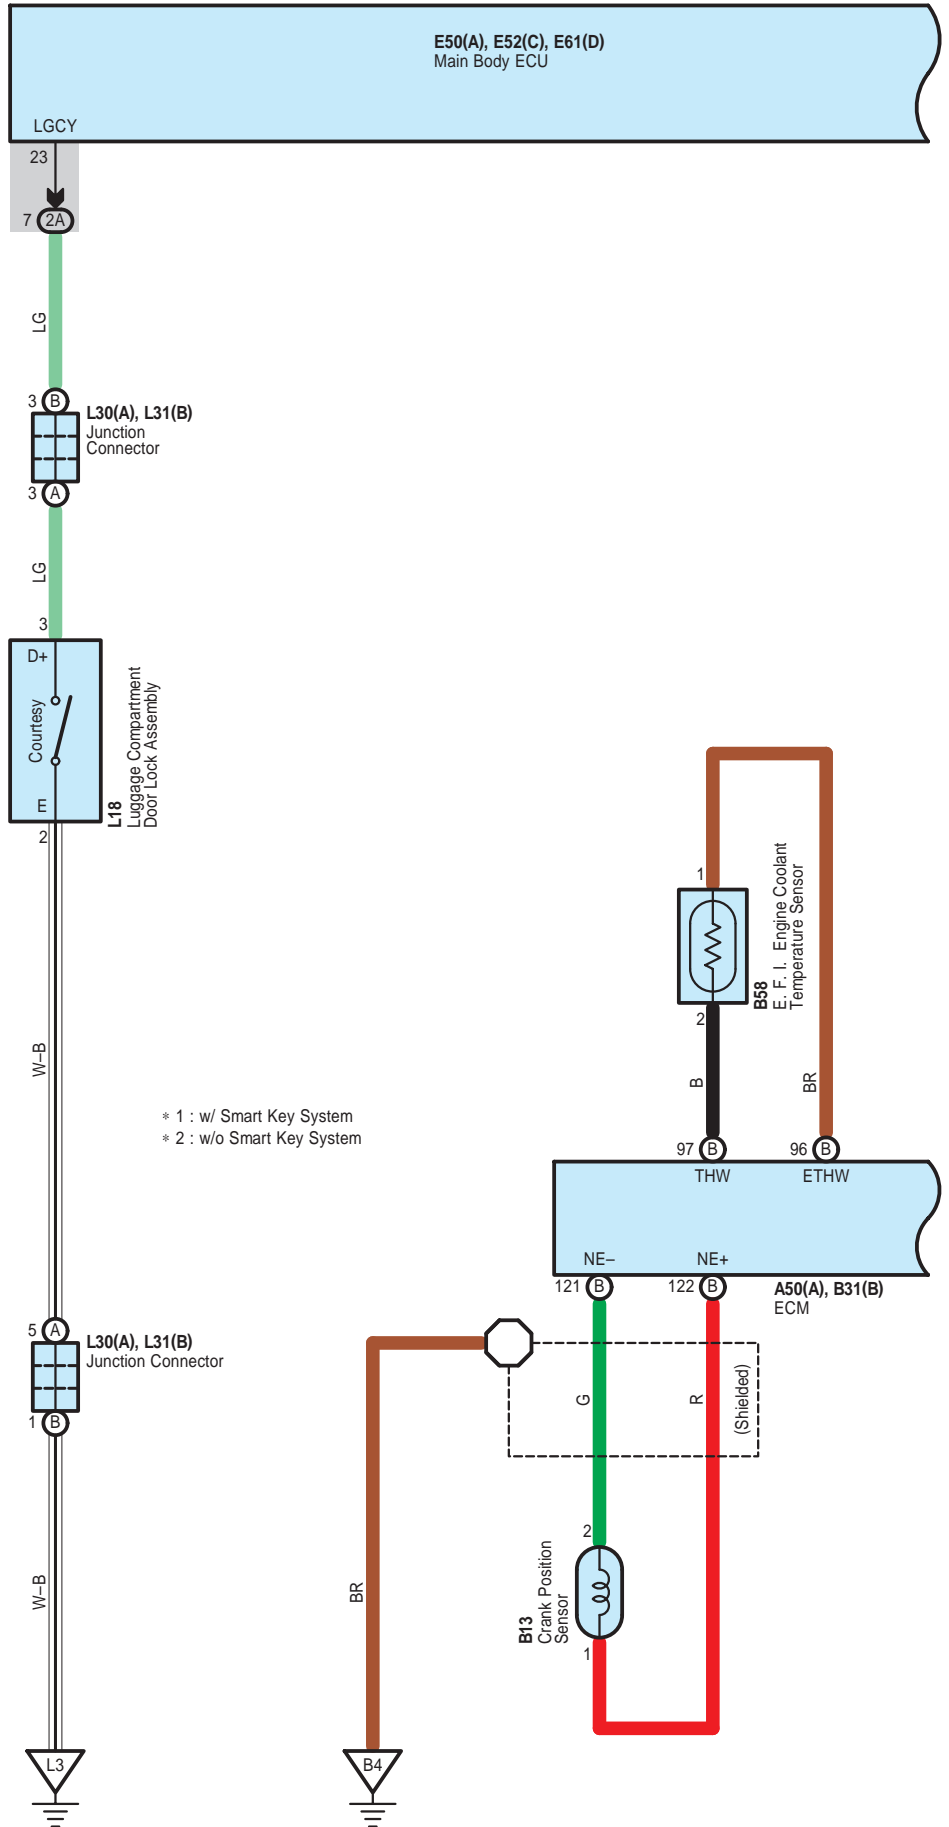 E50(A), E52(C), E61(D)
Main Body ECU
LGCY
23
7 2A
LG
3 B
L30(A), L31(B)
Junction
Connector
3 A
LG
3
D+
Courtesy
E
2
L18
Luggage Compartment
Door Lock Assembly
W–B
* 1 : w/ Smart Key System
* 2 : w/o Smart Key System
5 A
L30(A), L31(B)
Junction Connector
1 B
W–B
L3
1
B58
E. F. I. Engine Coolant
Temperature Sensor
2
B
BR
97 B
96 B
THW
ETHW
NE–
NE+
121 B
122 B
A50(A), B31(B)
ECM
G
R
(Shielded)
2
B13
Crank Position
Sensor
1
BR
B4